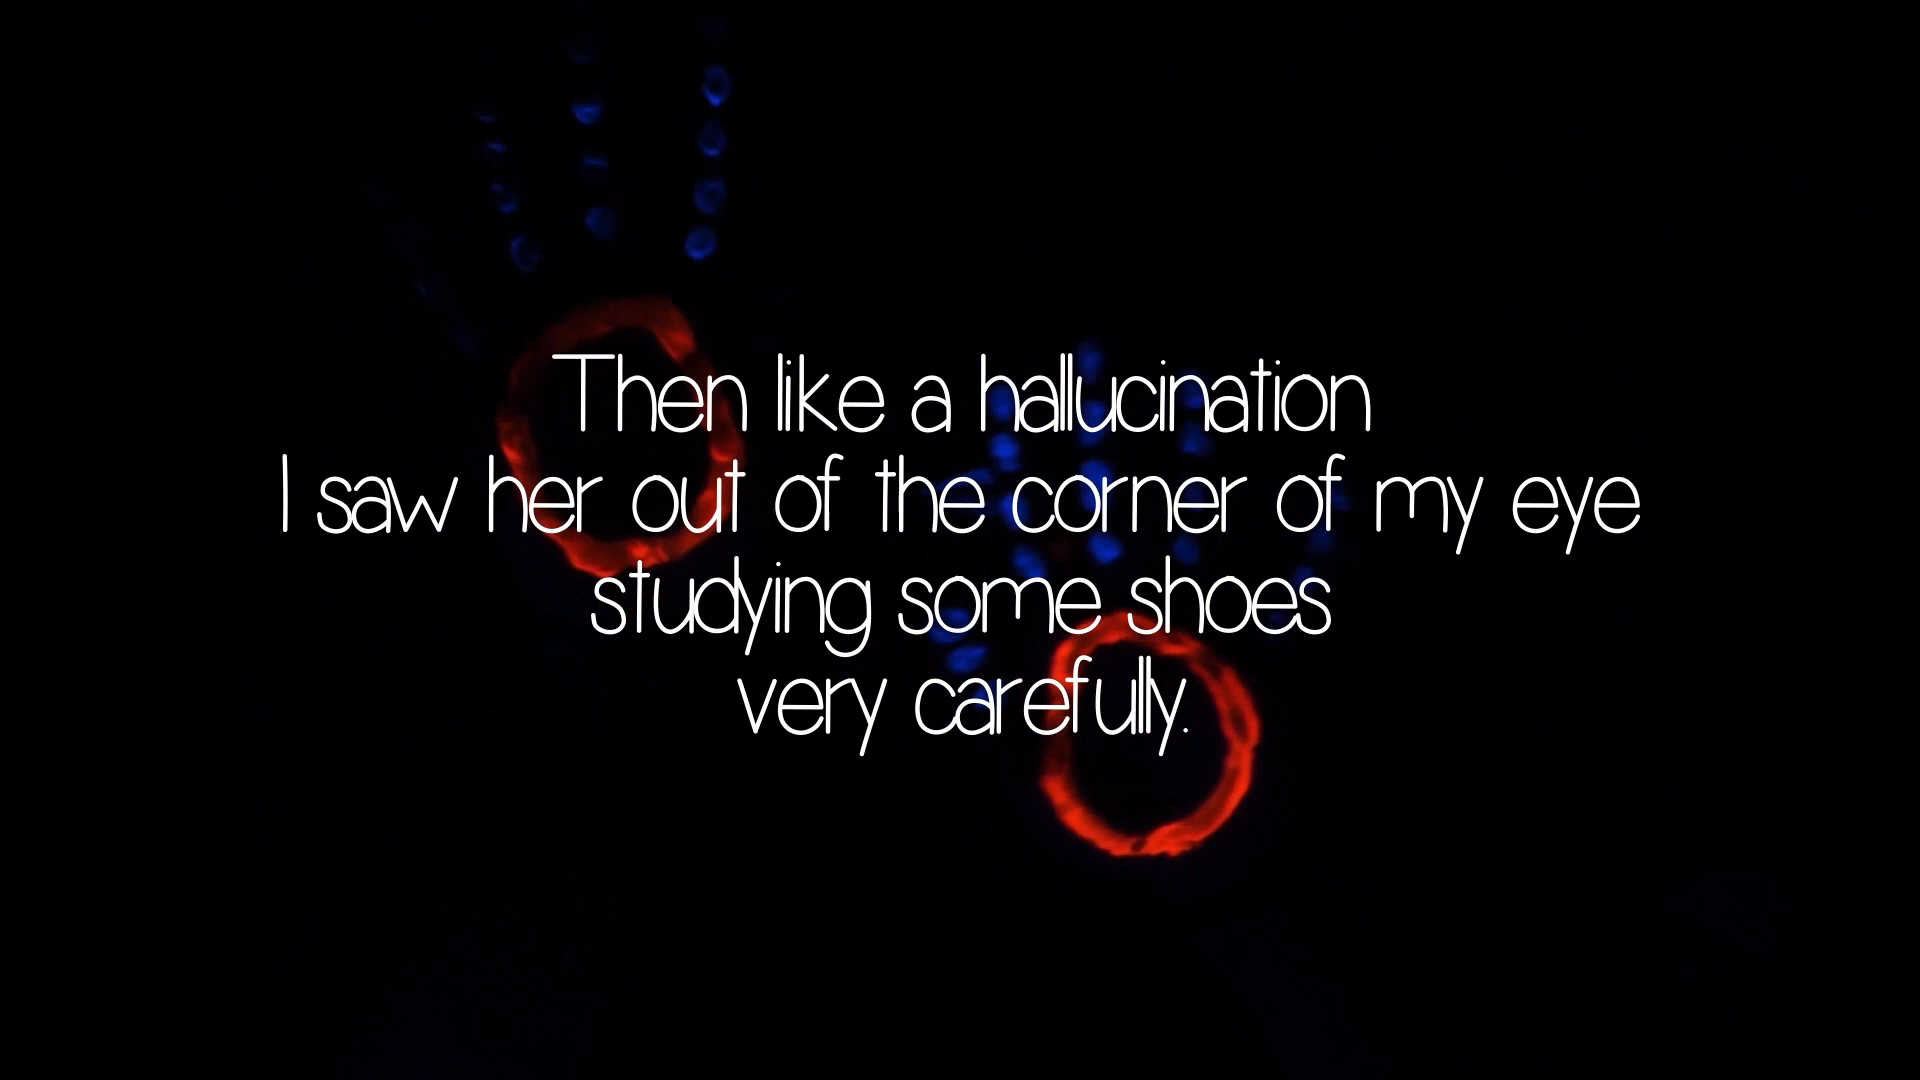 Then like a hallucination
I saw her out of the corner of my eye
studying some shoes
very carefully.